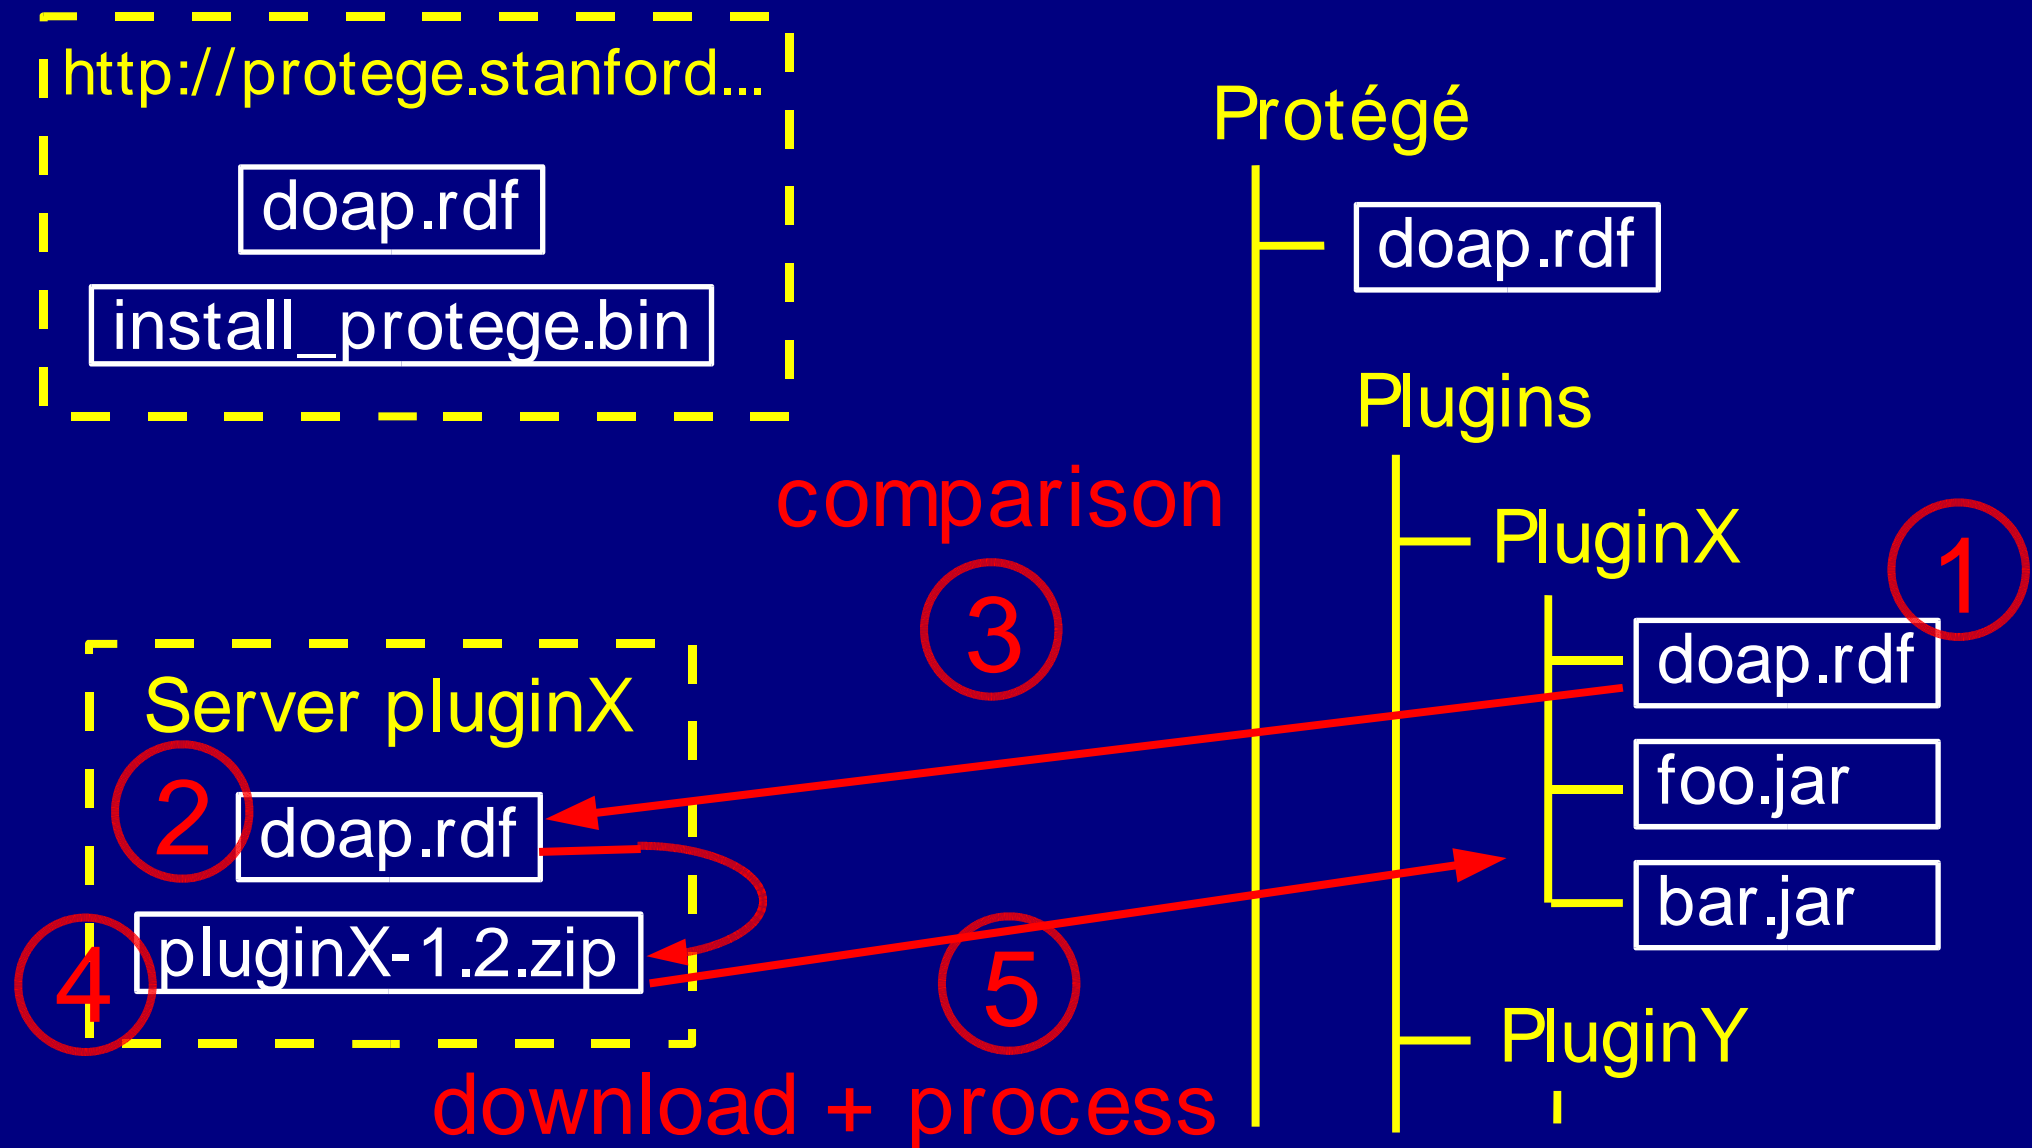 http://protege.stanford...
doap.rdf
install_protege.bin
Protégé
doap.rdf
Plugins
comparison
3
PluginX
1
doap.rdf
foo.jar
bar.jar
PluginY
Server pluginX
2
doap.rdf
4
pluginX-1.2.zip
5
download + process